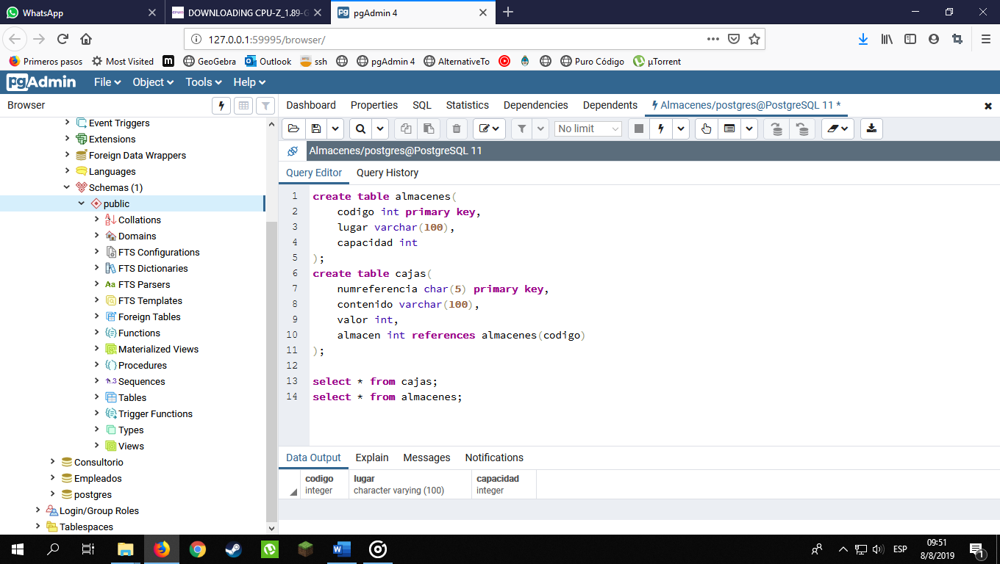 WhatsApp
DOWNLOADING CPU-Z_1.89-G
pgAdmin 4
127.0.0.1:59995/browser/
Primeros pasos
Most Visited
m
GeoGebra
Outlook
ssh
pgAdmin 4
AlternativeTo
Puro Código
µTorrent
pgAdmin
File
Object
Tools
Help
Browser
Dashboard
Properties
SQL
Statistics
Dependencies
Dependents
Almacenes/postgres@PostgreSQL 11 *
Event Triggers
Extensions
Foreign Data Wrappers
Languages
Schemas (1)
public
Collations
Domains
FTS Configurations
FTS Dictionaries
Aa FTS Parsers
FTS Templates
Foreign Tables
Functions
Materialized Views
Procedures
1..3 Sequences
Tables
Trigger Functions
Types
Views
Consultorio
Empleados
postgres
Login/Group Roles
Tablespaces
No limit
Almacenes/postgres@PostgreSQL 11
Query Editor
Query History
1 create table almacenes(
2 codigo int primary key,
3 lugar varchar(100),
4 capacidad int
5 );
6 create table cajas(
7 numreferencia char(5) primary key,
8 contenido varchar(100),
9 valor int,
10 almacen int references almacenes(codigo)
11 );
12
13 select * from cajas;
14 select * from almacenes;
Data Output
Explain
Messages
Notifications
codigo
integer
lugar
character varying (100)
capacidad
integer
ESP
09:51
8/8/2019
1